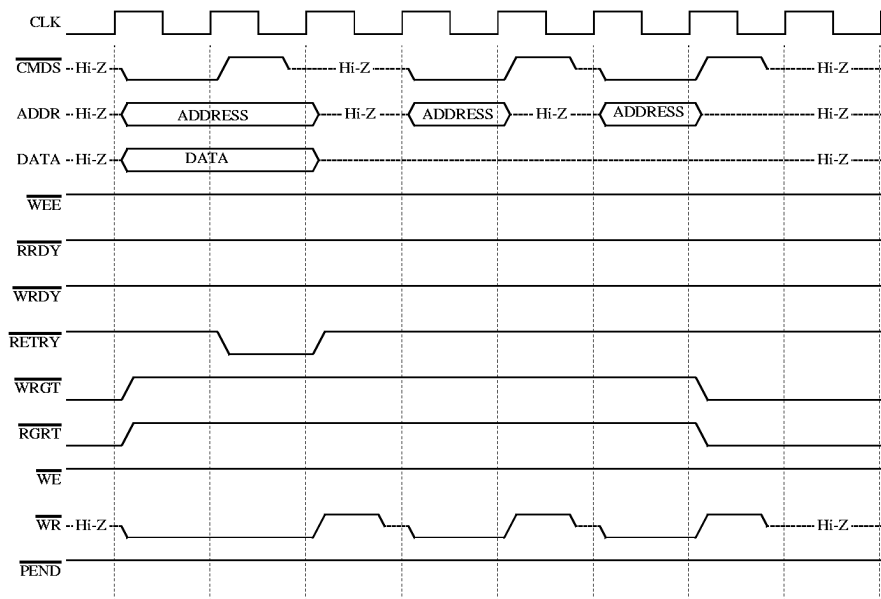 CLK
CMDS Hi-Z Hi-Z Hi-Z
ADDR Hi-Z ADDRESS Hi-Z ADDRESS Hi-Z ADDRESS Hi-Z
DATA Hi-Z DATA Hi-Z
WEE
RRDY
WRDY
RETRY
WRGT
RGRT
WE
WR Hi-Z Hi-Z
PEND